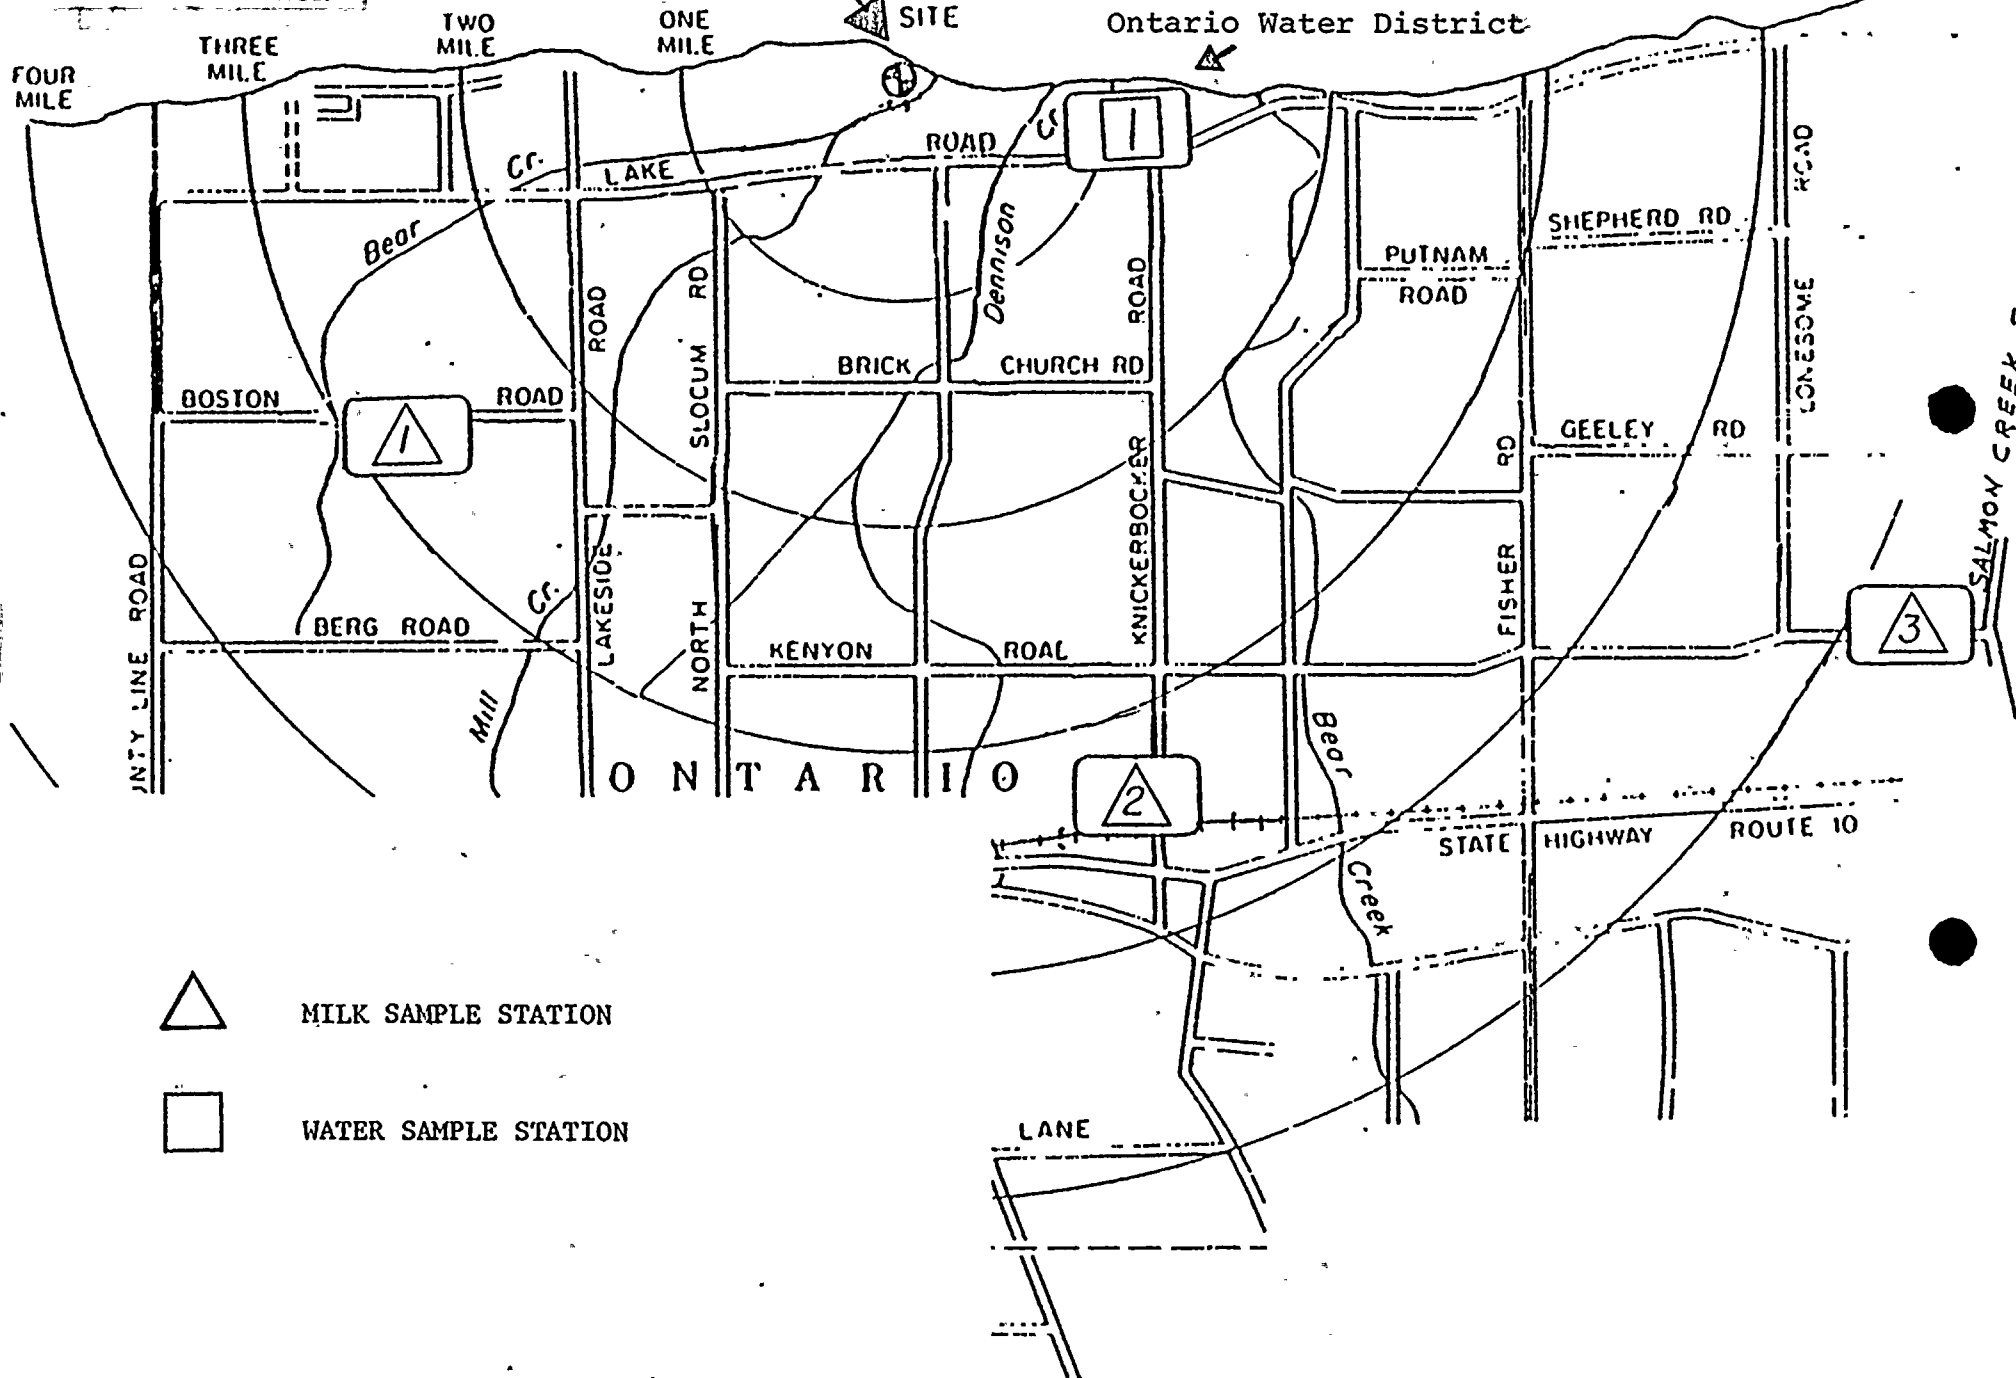 SITE
Ontario Water District
FOUR
MILE
THREE
MILE
TWO
MILE
ONE
MILE
Cr.
LAKE
ROAD
Cr
1
Bear
Dennison
ROAD
SHEPHERD RD
PUTNAM
ROAD
ROAD
SLOCUM RD
ROAD
LONESOME
BRICK
CHURCH RD
BOSTON
ROAD
1
GEELEY
RD
RD
SALMON CREEK
KNICKERBOCKER
FISHER
LINE ROAD
Cr.
LAKESIDE
NORTH
BERG ROAD
KENYON
3
Mill
Bear
ONTARIO
2
STATE
HIGHWAY
ROUTE 10
Creek
MILK SAMPLE STATION
WATER SAMPLE STATION
LANE